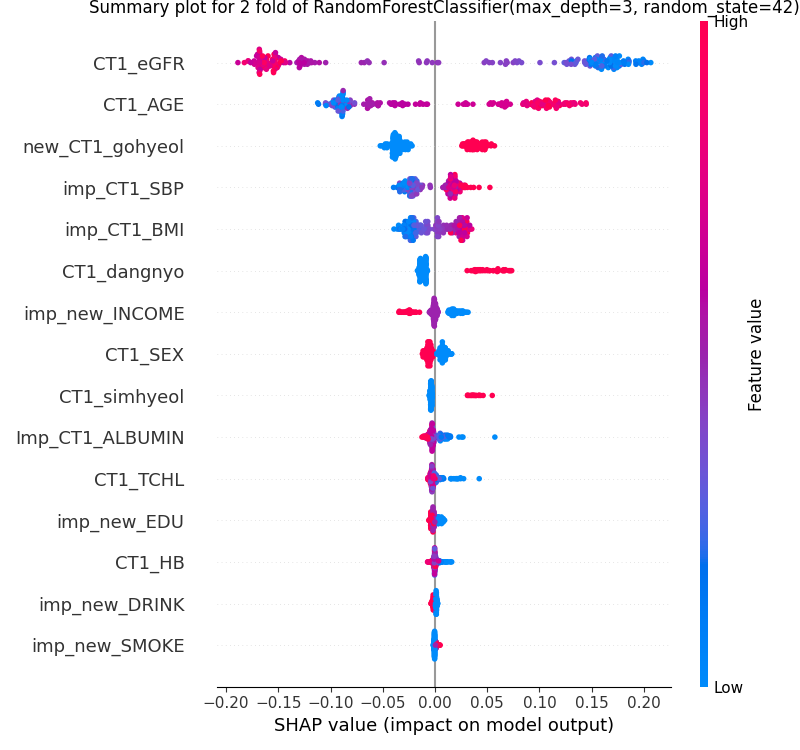 Summary plot for 2 fold of RandomForestClassifier(max_depth=3, random_state=42)
High
CT1_eGFR
CT1_AGE
new_CT1_gohyeol
imp_CT1_SBP
imp_CT1_BMI
CT1_dangnyo
imp_new_INCOME
CT1_SEX
CT1_simhyeol
Imp_CT1_ALBUMIN
CT1_TCHL
imp_new_EDU
CT1_HB
imp_new_DRINK
imp_new_SMOKE
Feature value
Low
−0.20 −0.15 −0.10 −0.05 0.00 0.05 0.10 0.15 0.20
SHAP value (impact on model output)